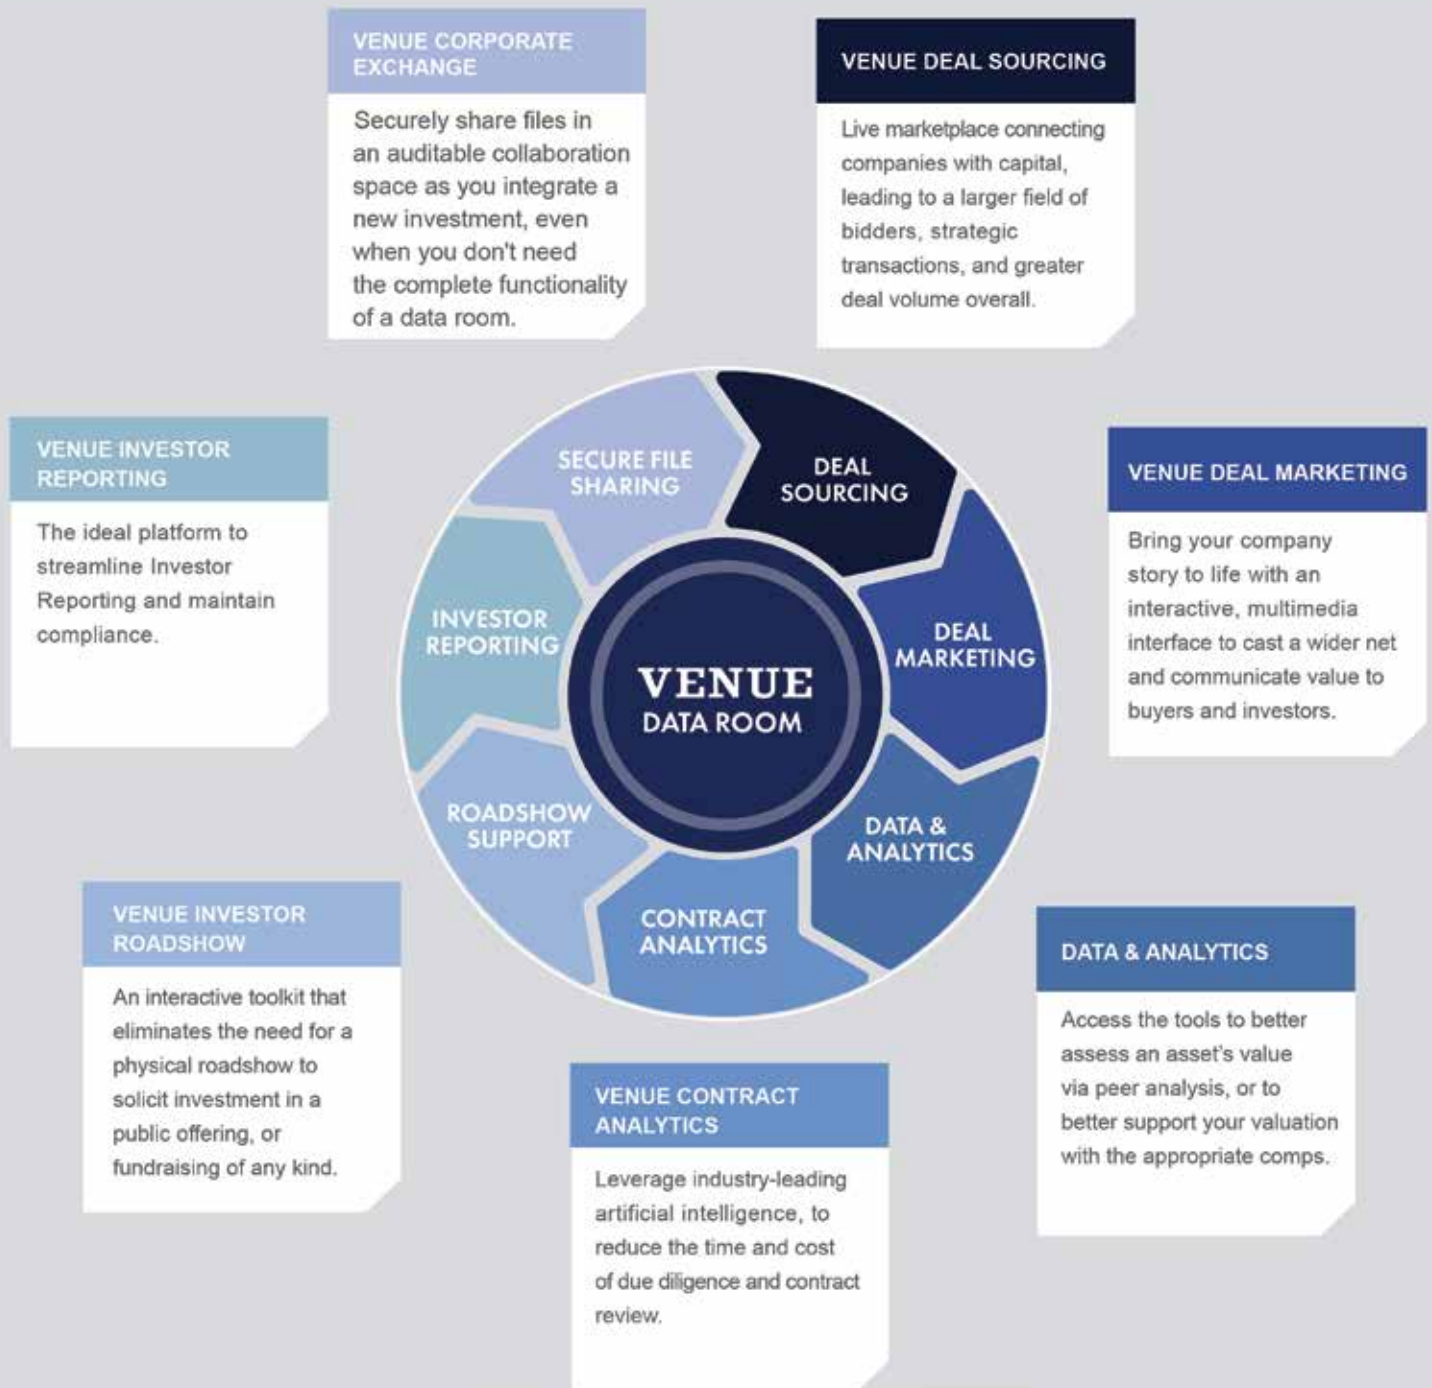 VENUE CORPORATE
EXCHANGE
Securely share files in
an auditable collaboration
space as you integrate a
new investment, even
when you don't need
the complete functionality
of a data room.
VENUE DEAL SOURCING
Live marketplace connecting
companies with capital,
leading to a larger field of
bidders, strategic
transactions, and greater
deal volume overall.
VENUE INVESTOR
REPORTING
The ideal platform to
streamline Investor
Reporting and maintain
compliance.
SECURE FILE
SHARING
DEAL
SOURCING
INVESTOR
REPORTING
VENUE
DATA ROOM
DEAL
MARKETING
ROADSHOW
SUPPORT
DATA &
ANALYTICS
CONTRACT
ANALYTICS
VENUE DEAL MARKETING
Bring your company
story to life with an
interactive, multimedia
interface to cast a wider net
and communicate value to
buyers and investors.
VENUE INVESTOR
ROADSHOW
An interactive toolkit that
eliminates the need for a
physical roadshow to
solicit investment in a
public offering, or
fundraising of any kind.
VENUE CONTRACT
ANALYTICS
Leverage industry-leading
artificial intelligence, to
reduce the time and cost
of due diligence and contract
review.
DATA & ANALYTICS
Access the tools to better
assess an asset's value
via peer analysis, or to
better support your valuation
with the appropriate comps.